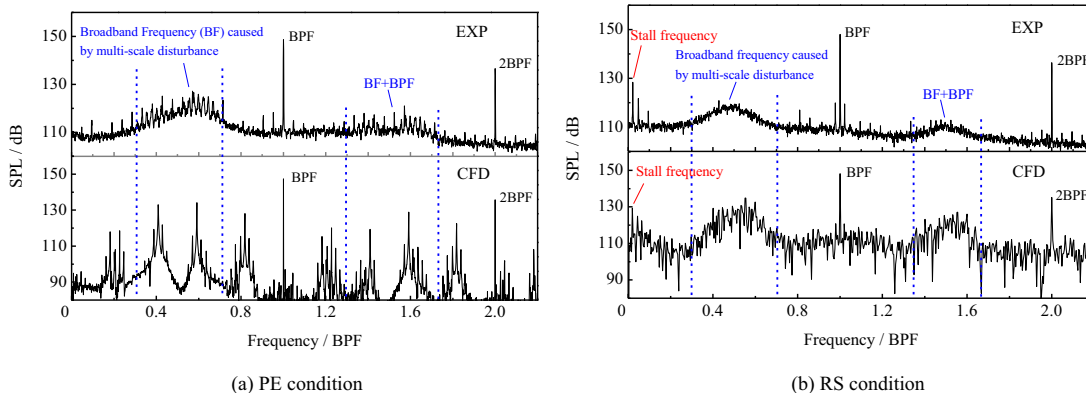 150
130
110
SPL / dB
Broadband Frequency (BF) caused
by multi-scale disturbance
BPF
EXP
2BPF
BF+BPF
150
130
110
90
BPF
CFD
2BPF
0
0.4
0.8
1.2
1.6
2.0
Frequency / BPF
(a) PE condition
150
130
110
SPL / dB
Stall frequency
Broadband frequency caused
by multi-scale disturbance
BPF
EXP
2BPF
BF+BPF
150
130
110
90
Stall frequency
BPF
CFD
2BPF
0
0.4
0.8
1.2
1.6
2.0
Frequency / BPF
(b) RS condition